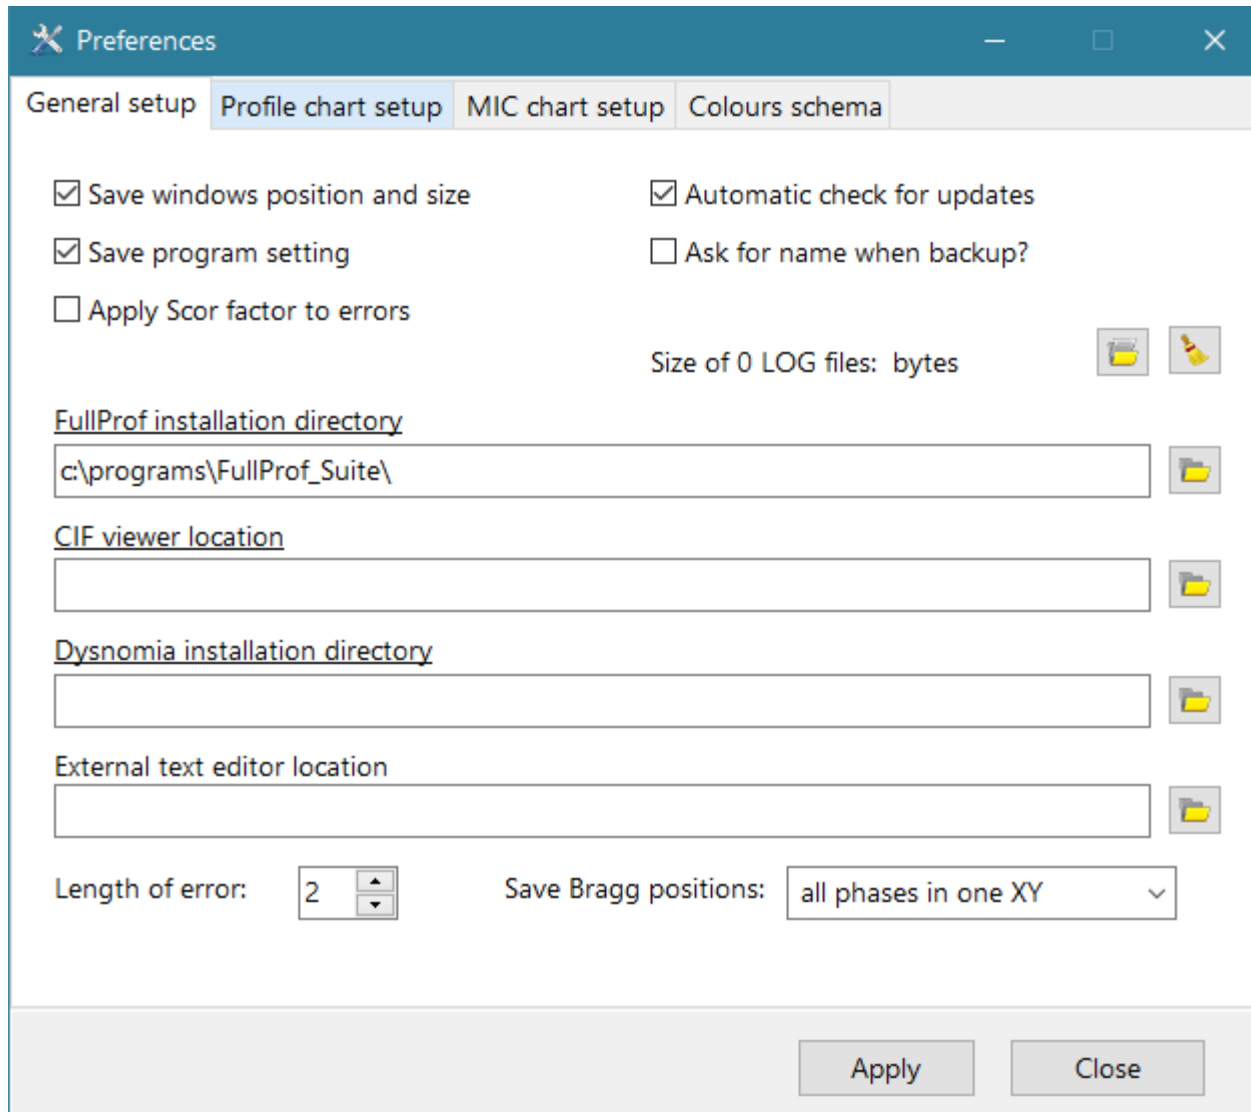 Preferences
General setup Profile chart setup MIC chart setup Colours schema
Save windows position and size Automatic check for updates
Save program setting Ask for name when backup?
Apply Scor factor to errors
Size of 0 LOG files: bytes
FullProf installation directory
c:\programs\FullProf_Suite\
CIF viewer location
Dysnomia installation directory
External text editor location
Length of error: 2 Save Bragg positions: all phases in one XY
Apply Close